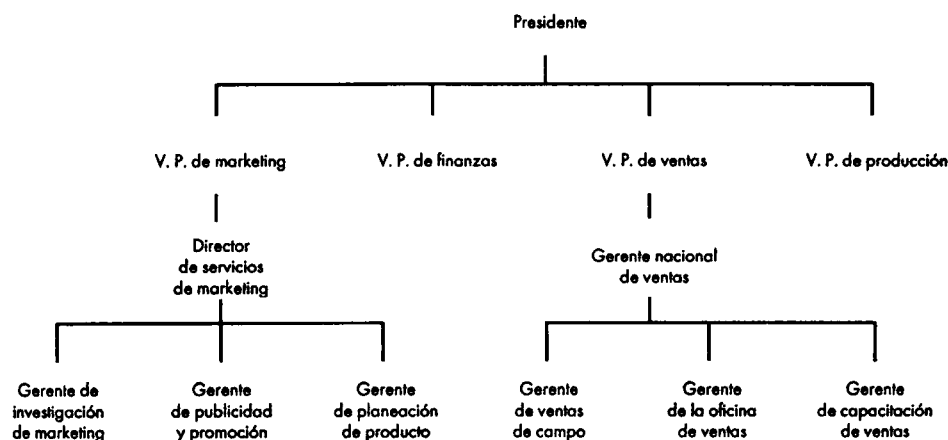 Presidente
V. P. de marketing
V. P. de finanzas
V. P. de ventas
V. P. de producción
Director
de servicios
de marketing
Gerente nacional
de ventas
Gerente de
investigación
de marketing
Gerente
de publicidad
y promoción
Gerente
de planeación
de producto
Gerente
de ventas
de campo
Gerente
de la oficina
de ventas
Gerente
de capacitación
de ventas